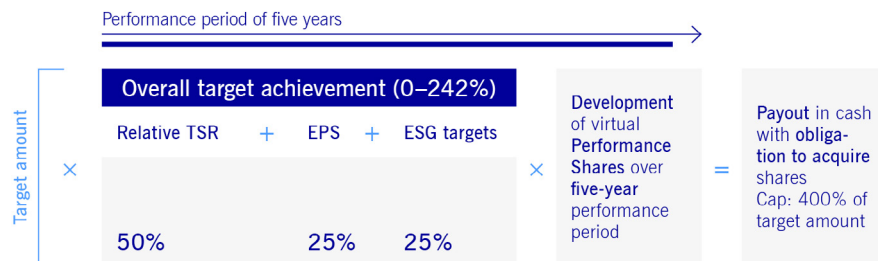 Performance period of five years
Target amount
×
Overall target achievement (0–242%)
Relative TSR + EPS + ESG targets
50% 25% 25%
×
Development
of virtual
Performance
Shares over
five-year
performance
period
=
Payout in cash
with obliga-
tion to acquire
shares
Cap: 400% of
target amount